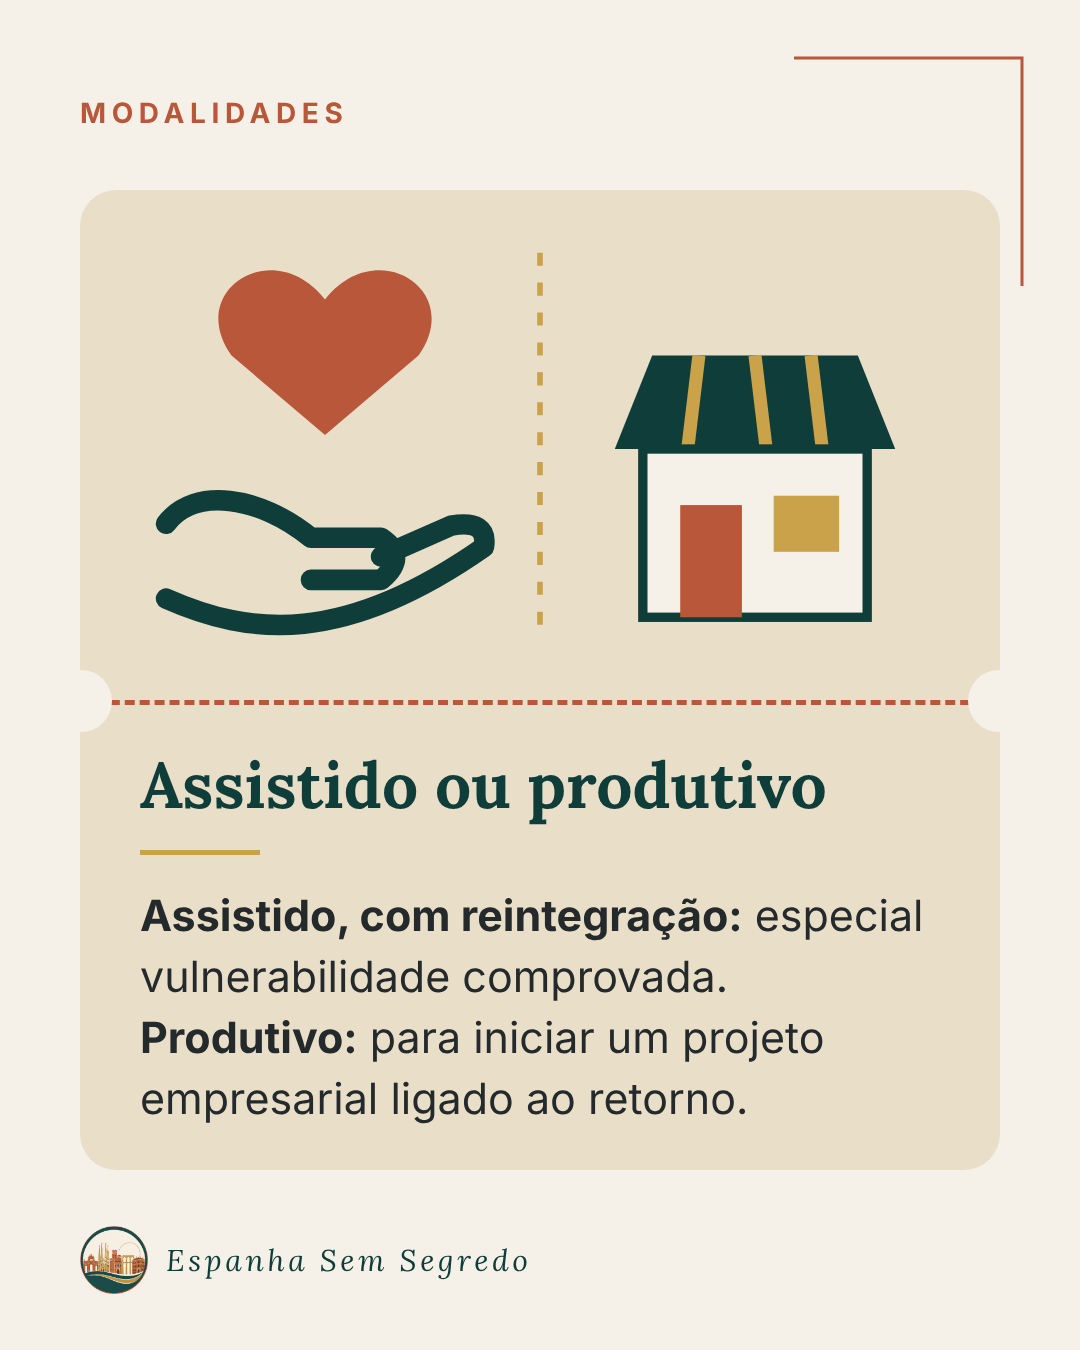 MODALIDADES
Assistido ou produtivo
Assistido, com reintegração: especial
vulnerabilidade comprovada.
Produtivo: para iniciar um projeto
empresarial ligado ao retorno.
Espanha Sem Segredo